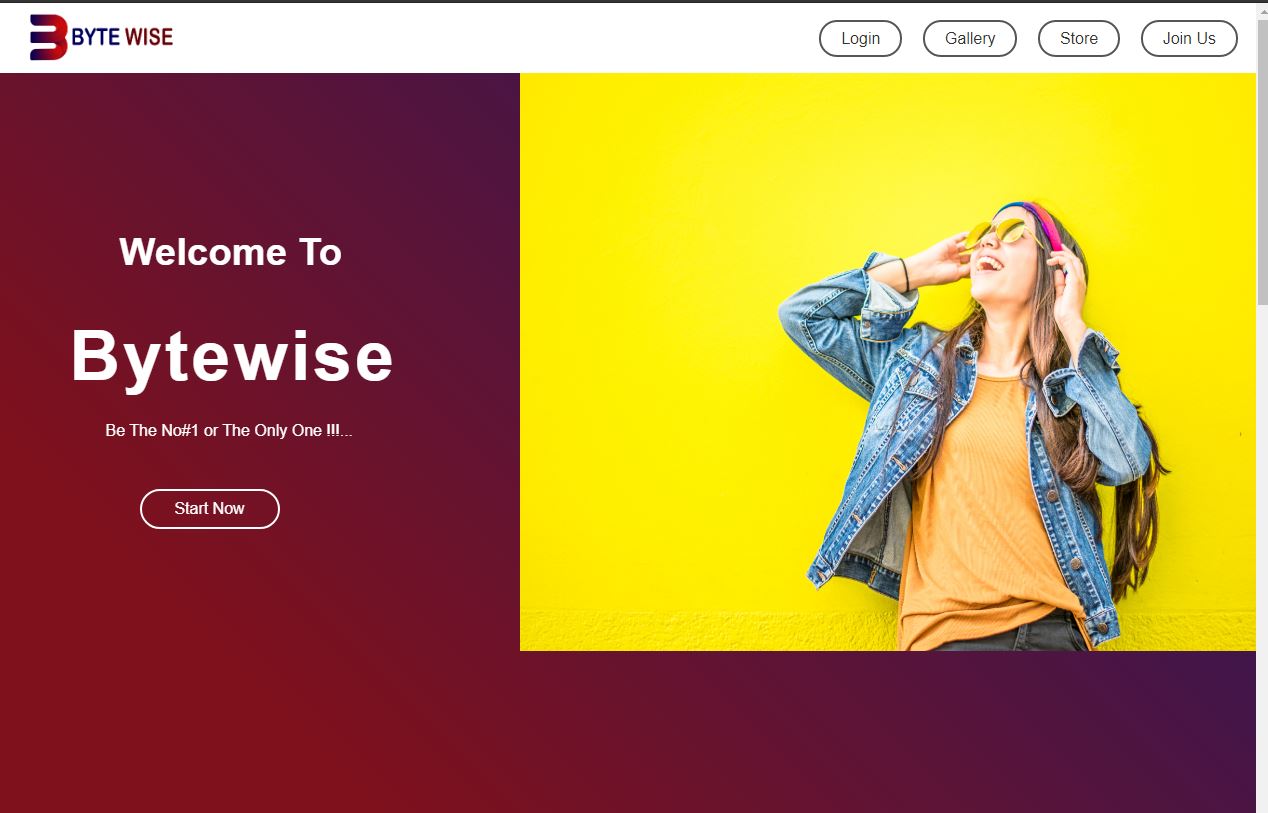 BYTE WISE
Login
Gallery
Store
Join Us
Welcome To
Bytewise
Be The No#1 or The Only One !!!...
Start Now